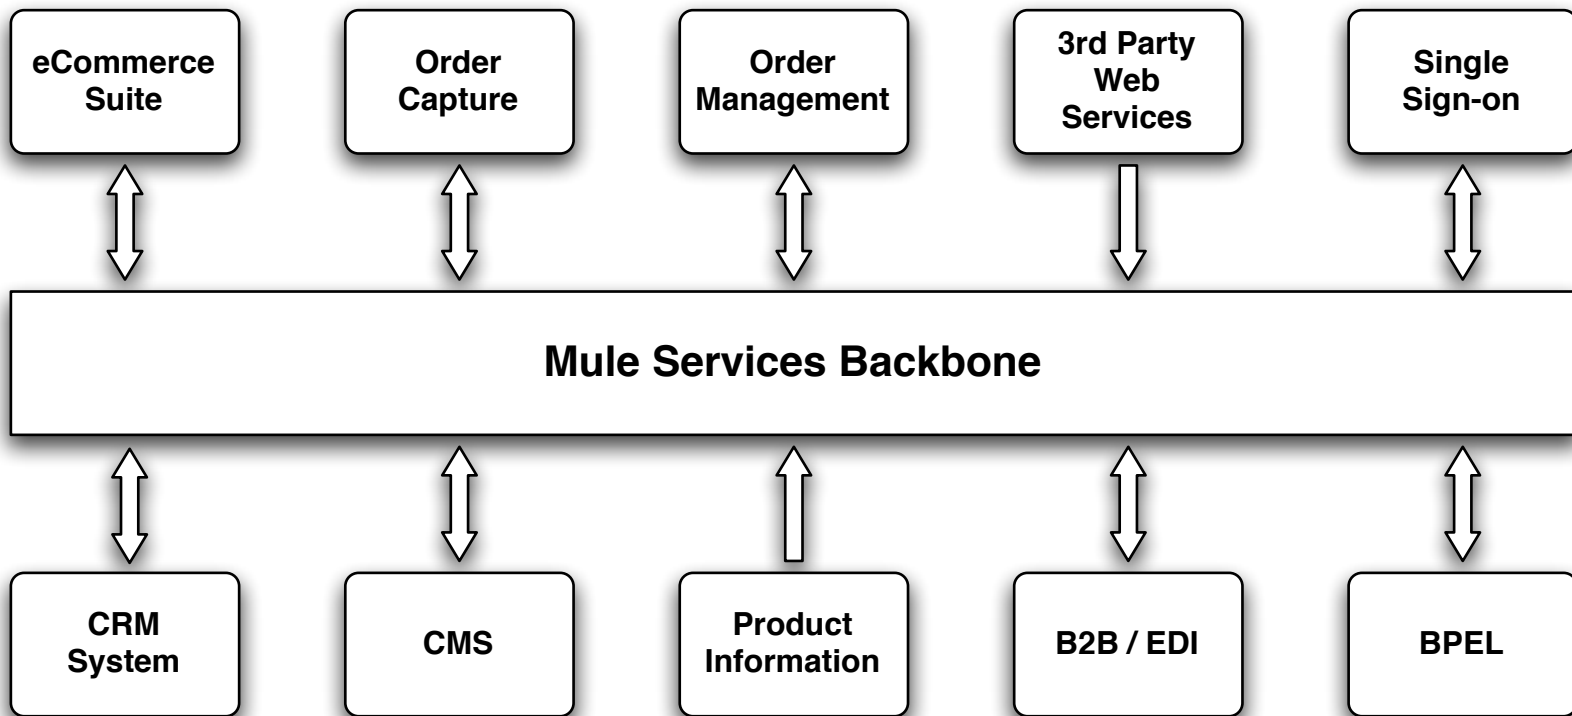 eCommerce
Suite
Order
Capture
Order
Management
3rd Party
Web
Services
Single
Sign-on
Mule Services Backbone
CRM
System
CMS
Product
Information
B2B / EDI
BPEL